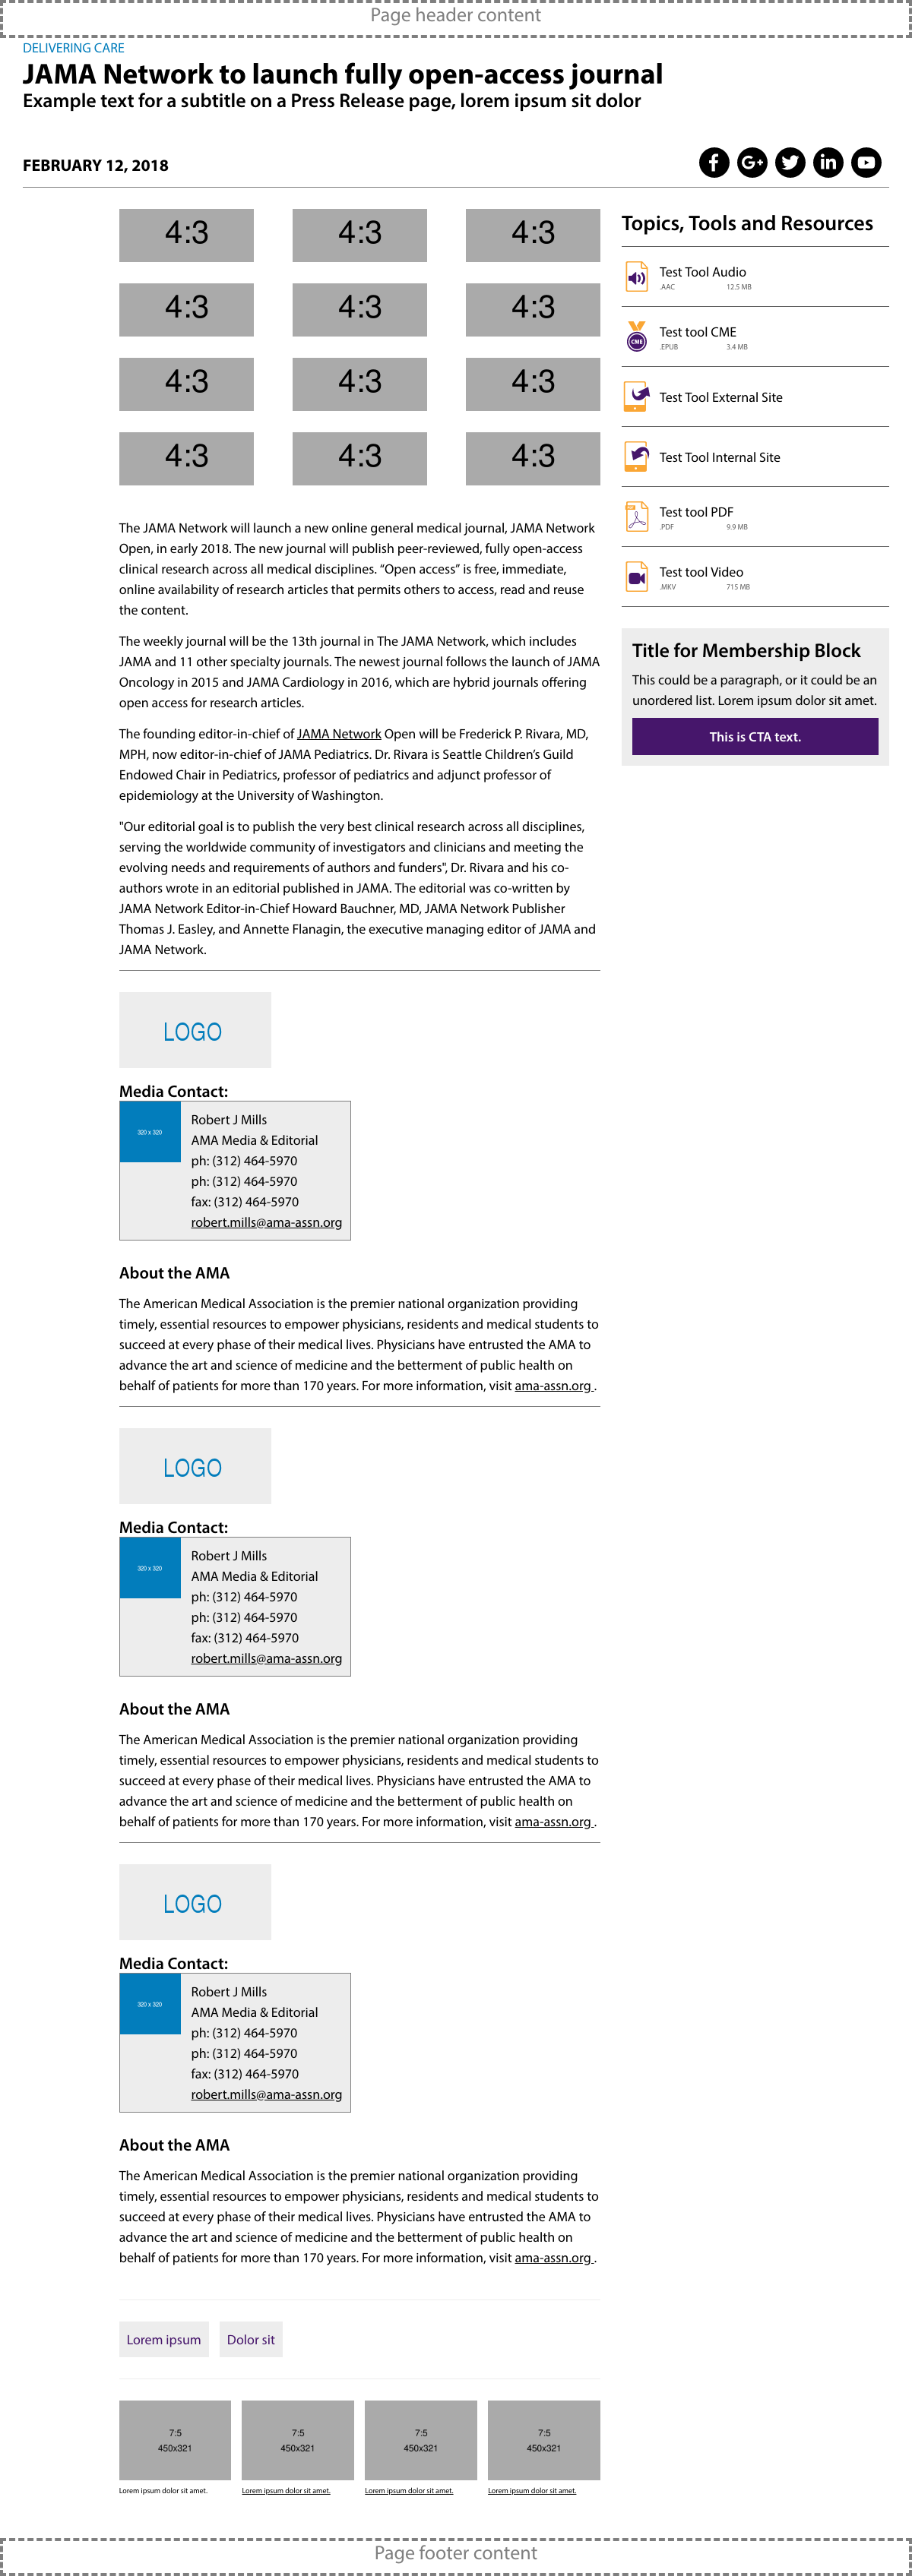 Page header content
DELIVERING CARE
JAMA Network to launch fully open-access journal
Example text for a subtitle on a Press Release page, lorem ipsum sit dolor
FEBRUARY 12, 2018
4:3 4:3 4:3
4:3 4:3 4:3
4:3 4:3 4:3
4:3 4:3 4:3
The JAMA Network will launch a new online general medical journal, JAMA Network
Open, in early 2018. The new journal will publish peer-reviewed, fully open-access
clinical research across all medical disciplines. “Open access” is free, immediate,
online availability of research articles that permits others to access, read and reuse
the content.
The weekly journal will be the 13th journal in The JAMA Network, which includes
JAMA and 11 other specialty journals. The newest journal follows the launch of JAMA
Oncology in 2015 and JAMA Cardiology in 2016, which are hybrid journals offering
open access for research articles.
The founding editor-in-chief of JAMA Network Open will be Frederick P. Rivara, MD,
MPH, now editor-in-chief of JAMA Pediatrics. Dr. Rivara is Seattle Children’s Guild
Endowed Chair in Pediatrics, professor of pediatrics and adjunct professor of
epidemiology at the University of Washington.
"Our editorial goal is to publish the very best clinical research across all disciplines,
serving the worldwide community of investigators and clinicians and meeting the
evolving needs and requirements of authors and funders", Dr. Rivara and his co-
authors wrote in an editorial published in JAMA. The editorial was co-written by
JAMA Network Editor-in-Chief Howard Bauchner, MD, JAMA Network Publisher
Thomas J. Easley, and Annette Flanagin, the executive managing editor of JAMA and
JAMA Network.
LOGO
Media Contact:
320 x 320
Robert J Mills
AMA Media & Editorial
ph: (312) 464-5970
ph: (312) 464-5970
fax: (312) 464-5970
robert.mills@ama-assn.org
About the AMA
The American Medical Association is the premier national organization providing
timely, essential resources to empower physicians, residents and medical students to
succeed at every phase of their medical lives. Physicians have entrusted the AMA to
advance the art and science of medicine and the betterment of public health on
behalf of patients for more than 170 years. For more information, visit ama-assn.org .
LOGO
Media Contact:
320 x 320
Robert J Mills
AMA Media & Editorial
ph: (312) 464-5970
ph: (312) 464-5970
fax: (312) 464-5970
robert.mills@ama-assn.org
About the AMA
The American Medical Association is the premier national organization providing
timely, essential resources to empower physicians, residents and medical students to
succeed at every phase of their medical lives. Physicians have entrusted the AMA to
advance the art and science of medicine and the betterment of public health on
behalf of patients for more than 170 years. For more information, visit ama-assn.org .
LOGO
Media Contact:
320 x 320
Robert J Mills
AMA Media & Editorial
ph: (312) 464-5970
ph: (312) 464-5970
fax: (312) 464-5970
robert.mills@ama-assn.org
About the AMA
The American Medical Association is the premier national organization providing
timely, essential resources to empower physicians, residents and medical students to
succeed at every phase of their medical lives. Physicians have entrusted the AMA to
advance the art and science of medicine and the betterment of public health on
behalf of patients for more than 170 years. For more information, visit ama-assn.org .
Lorem ipsum Dolor sit
7:5 7:5 7:5 7:5
450x321 450x321 450x321 450x321
Lorem ipsum dolor sit amet. Lorem ipsum dolor sit amet. Lorem ipsum dolor sit amet. Lorem ipsum dolor sit amet.
Topics, Tools and Resources
Test Tool Audio
.AAC 12.5 MB
CME
Test tool CME
.EPUB 3.4 MB
Test Tool External Site
Test Tool Internal Site
Test tool PDF
.PDF 9.9 MB
Test tool Video
.MKV 715 MB
Title for Membership Block
This could be a paragraph, or it could be an
unordered list. Lorem ipsum dolor sit amet.
This is CTA text.
Page footer content